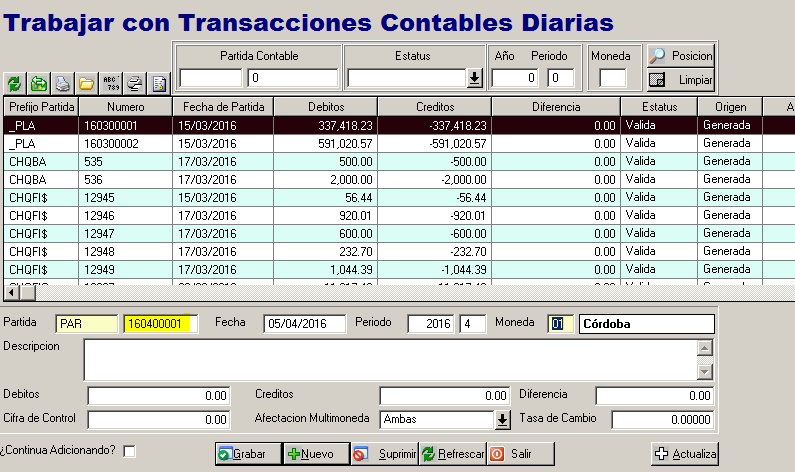 Trabajar con Transacciones Contables Diarias
Partida Contable Estatus Año Periodo Moneda Posicion
0 0 0 Limpiar
ABC 789
Prefijo Partida Numero Fecha de Partida Debitos Creditos Diferencia Estatus Origen A
_PLA 160300001 15/03/2016 337,418.23 -337,418.23 0.00 Valida Generada
_PLA 160300002 15/03/2016 591,020.57 -591,020.57 0.00 Valida Generada
CHQBA 535 17/03/2016 500.00 -500.00 0.00 Valida Generada
CHQBA 536 17/03/2016 2,000.00 -2,000.00 0.00 Valida Generada
CHQFI$ 12945 15/03/2016 56.44 -56.44 0.00 Valida Generada
CHQFI$ 12946 17/03/2016 920.01 -920.01 0.00 Valida Generada
CHQFI$ 12947 17/03/2016 600.00 -600.00 0.00 Valida Generada
CHQFI$ 12948 17/03/2016 232.70 -232.70 0.00 Valida Generada
CHQFI$ 12949 17/03/2016 1,044.39 -1,044.39 0.00 Valida Generada
Partida PAR 160400001 Fecha 05/04/2016 Periodo 2016 4 Moneda 01 Córdoba
Descripcion
Debitos 0.00 Creditos 0.00 Diferencia 0.00
Cifra de Control 0.00 Afectacion Multimoneda Ambas Tasa de Cambio 0.00000
¿Continua Adicionando? Grabar Nuevo Suprimir Refrescar Salir Actualiza